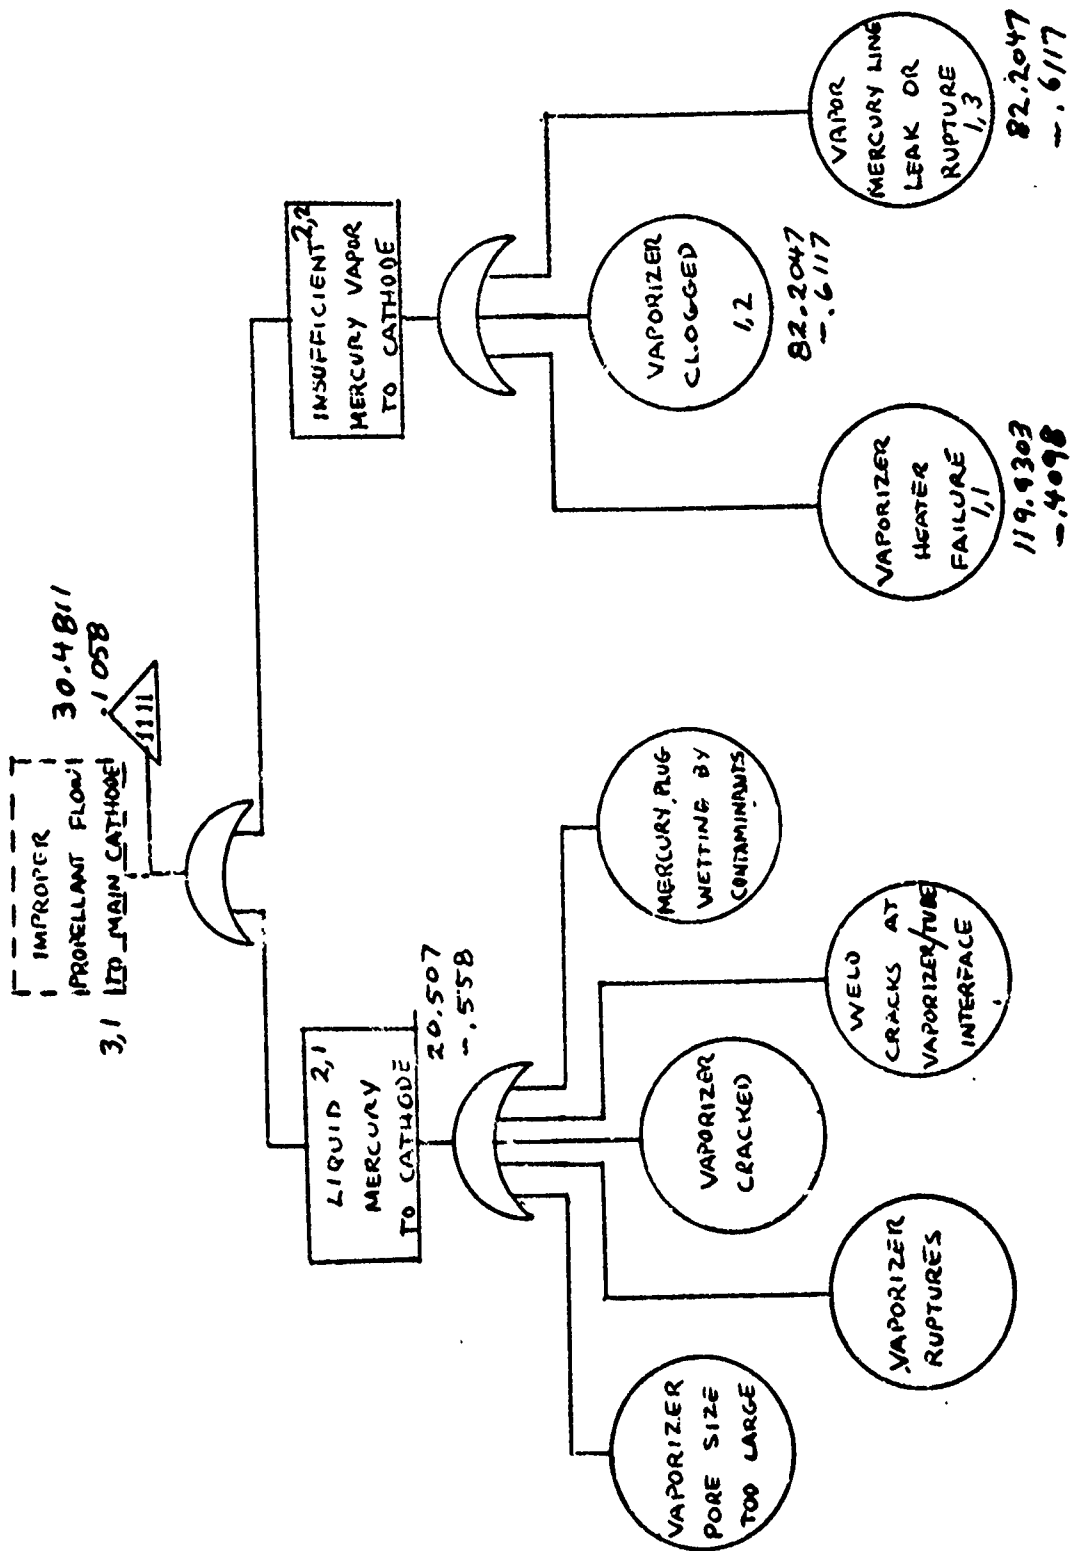 IMPROPER
PROPELLANT FLOW
3,1 TO MAIN CATHODE
30.4811
.1058
1111
LIQUID 2,1
MERCURY
TO CATHODE
20.507
-.558
INSUFFICIENT 2,2
MERCURY VAPOR
TO CATHODE
VAPORIZER
PORE SIZE
TOO LARGE
VAPORIZER
RUPTURES
VAPORIZER
CRACKED
WELD
CRACKS AT
VAPORIZER/TUBE
INTERFACE
MERCURY, PLUG
WETTING BY
CONTAMINANTS
VAPORIZER
HEATER
FAILURE
1,1
119.9303
-.4098
VAPORIZER
CLOGGED
1,2
82.2047
-.6117
VAPOR
MERCURY LINE
LEAK OR
RUPTURE
1,3
82.2047
-.6117